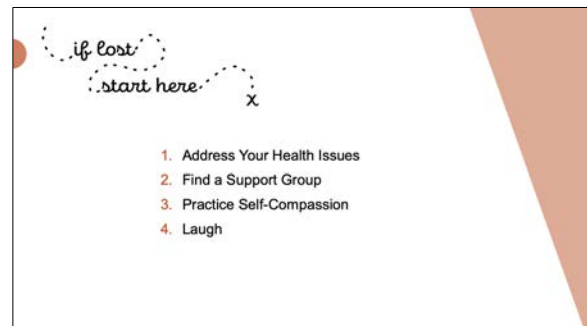 if lost
start here
x
1. Address Your Health Issues
2. Find a Support Group
3. Practice Self-Compassion
4. Laugh